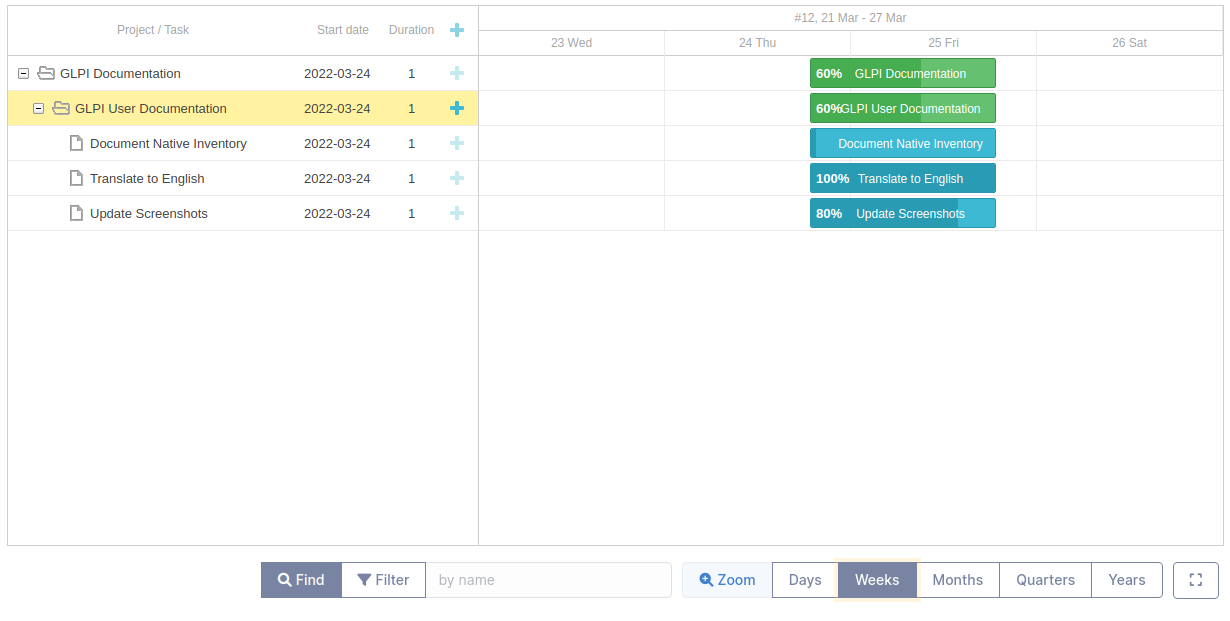 Project / Task Start date Duration
#12, 21 Mar - 27 Mar
23 Wed 24 Thu 25 Fri 26 Sat
GLPI Documentation 2022-03-24 1 60% GLPI Documentation
GLPI User Documentation 2022-03-24 1 60% GLPI User Documentation
Document Native Inventory 2022-03-24 1 Document Native Inventory
Translate to English 2022-03-24 1 100% Translate to English
Update Screenshots 2022-03-24 1 80% Update Screenshots
Find Filter by name Zoom Days Weeks Months Quarters Years